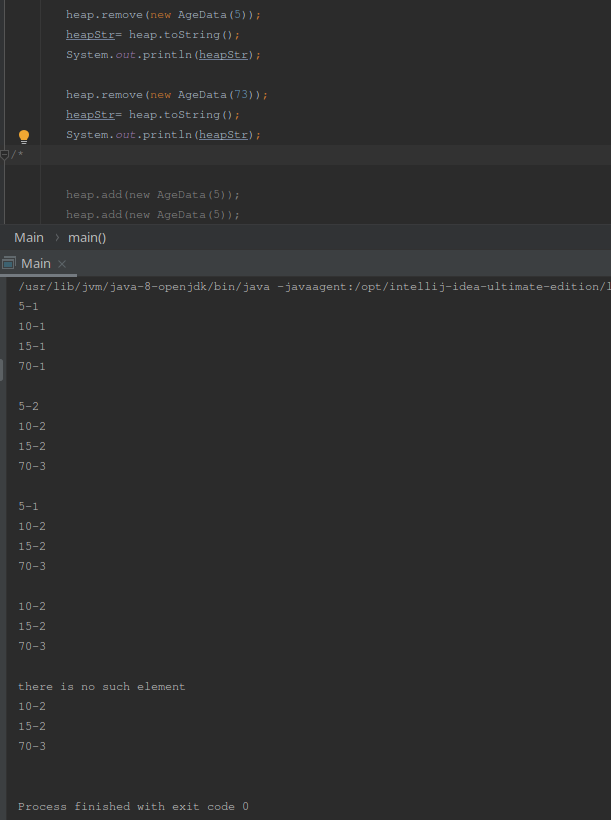 heap.remove(new AgeData(5));
heapStr= heap.toString();
System.out.println(heapStr);
heap.remove(new AgeData(73));
heapStr= heap.toString();
System.out.println(heapStr);
/*
heap.add(new AgeData(5));
heap.add(new AgeData(5));
Main › main()
Main ×
/usr/lib/jvm/java-8-openjdk/bin/java -javaagent:/opt/intellij-idea-ultimate-edition/
5-1
10-1
15-1
70-1
5-2
10-2
15-2
70-3
5-1
10-2
15-2
70-3
10-2
15-2
70-3
there is no such element
10-2
15-2
70-3
Process finished with exit code 0